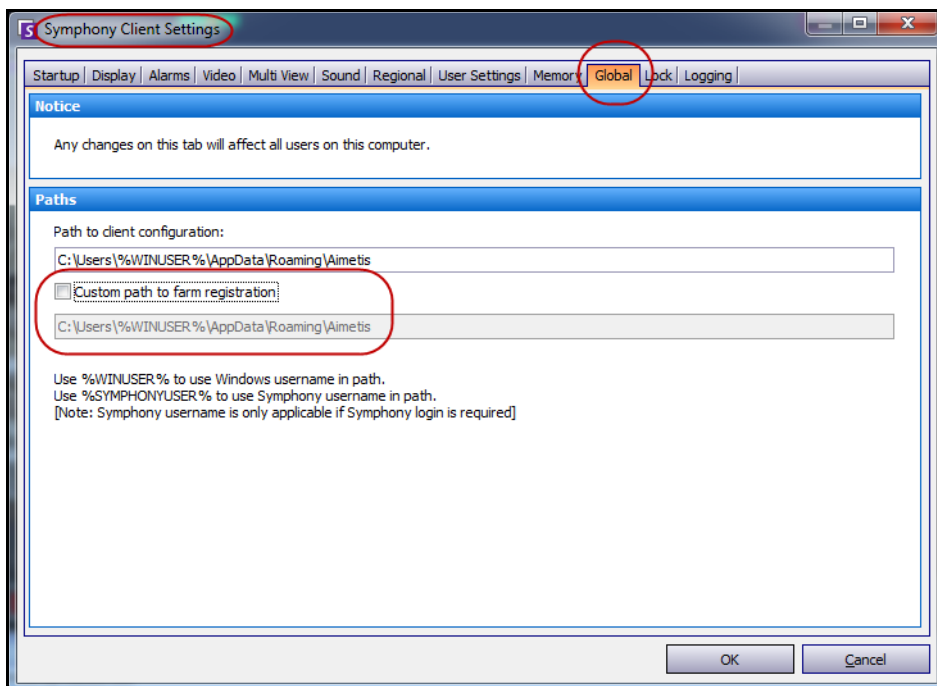 Symphony Client Settings
Startup Display Alarms Video Multi View Sound Regional User Settings Memory Global Lock Logging
Notice
Any changes on this tab will affect all users on this computer.
Paths
Path to client configuration:
C:\Users\%WINUSER%\AppData\Roaming\Aimetis
Custom path to farm registration
C:\Users\%WINUSER%\AppData\Roaming\Aimetis
Use %WINUSER% to use Windows username in path.
Use %SYMPHONYUSER% to use Symphony username in path.
[Note: Symphony username is only applicable if Symphony login is required]
OK Cancel